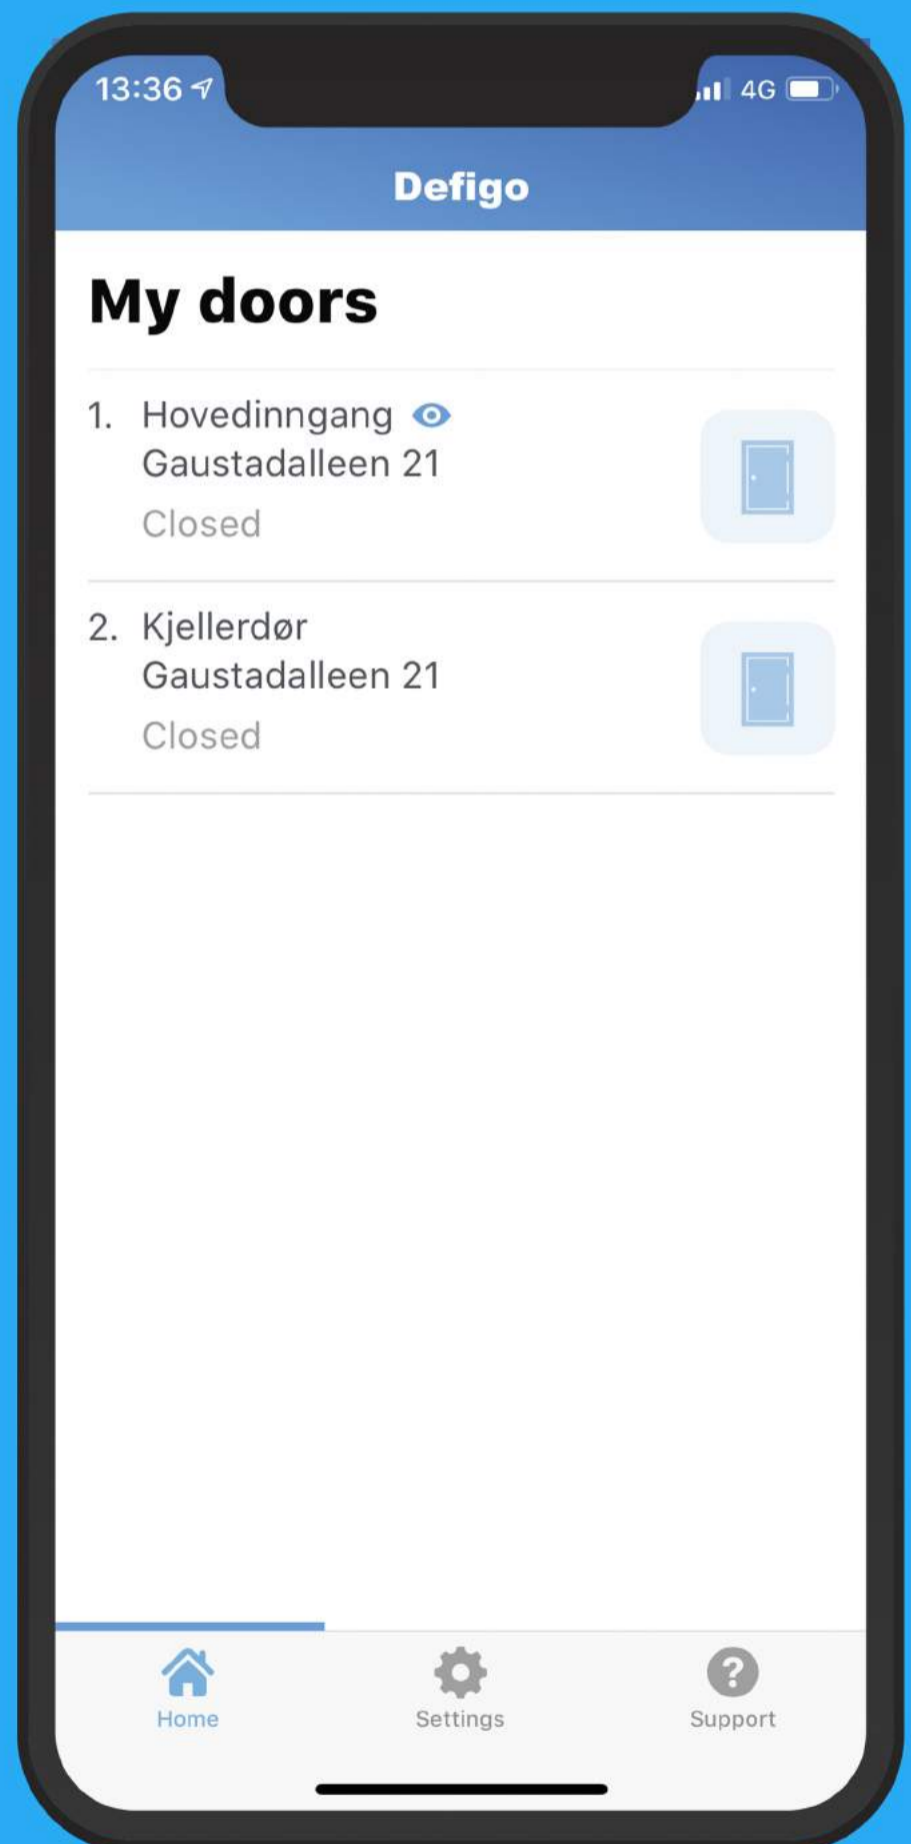 13:36
4G
Defigo
My doors
1. Hovedinngang
Gaustadalleen 21
Closed
2. Kjellerdør
Gaustadalleen 21
Closed
Home
Settings
Support